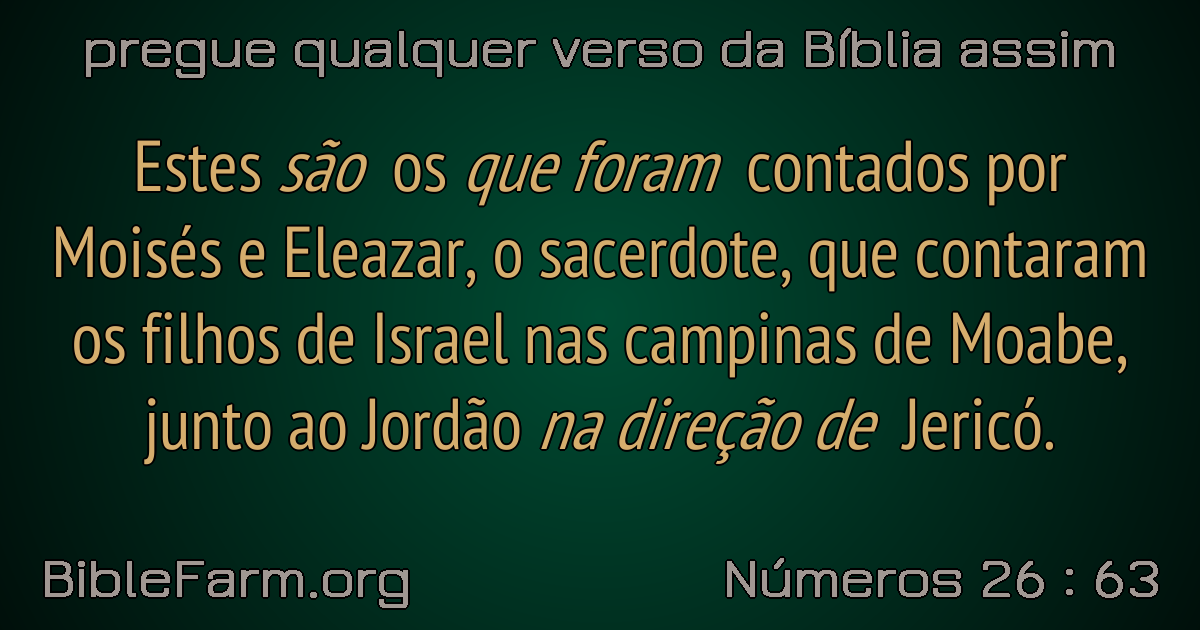 pregue qualquer verso da Bíblia assim
Estes são os que foram contados por
Moisés e Eleazar, o sacerdote, que contaram
os filhos de Israel nas campinas de Moabe,
junto ao Jordão na direção de Jericó.
BibleFarm.org
Números 26 : 63